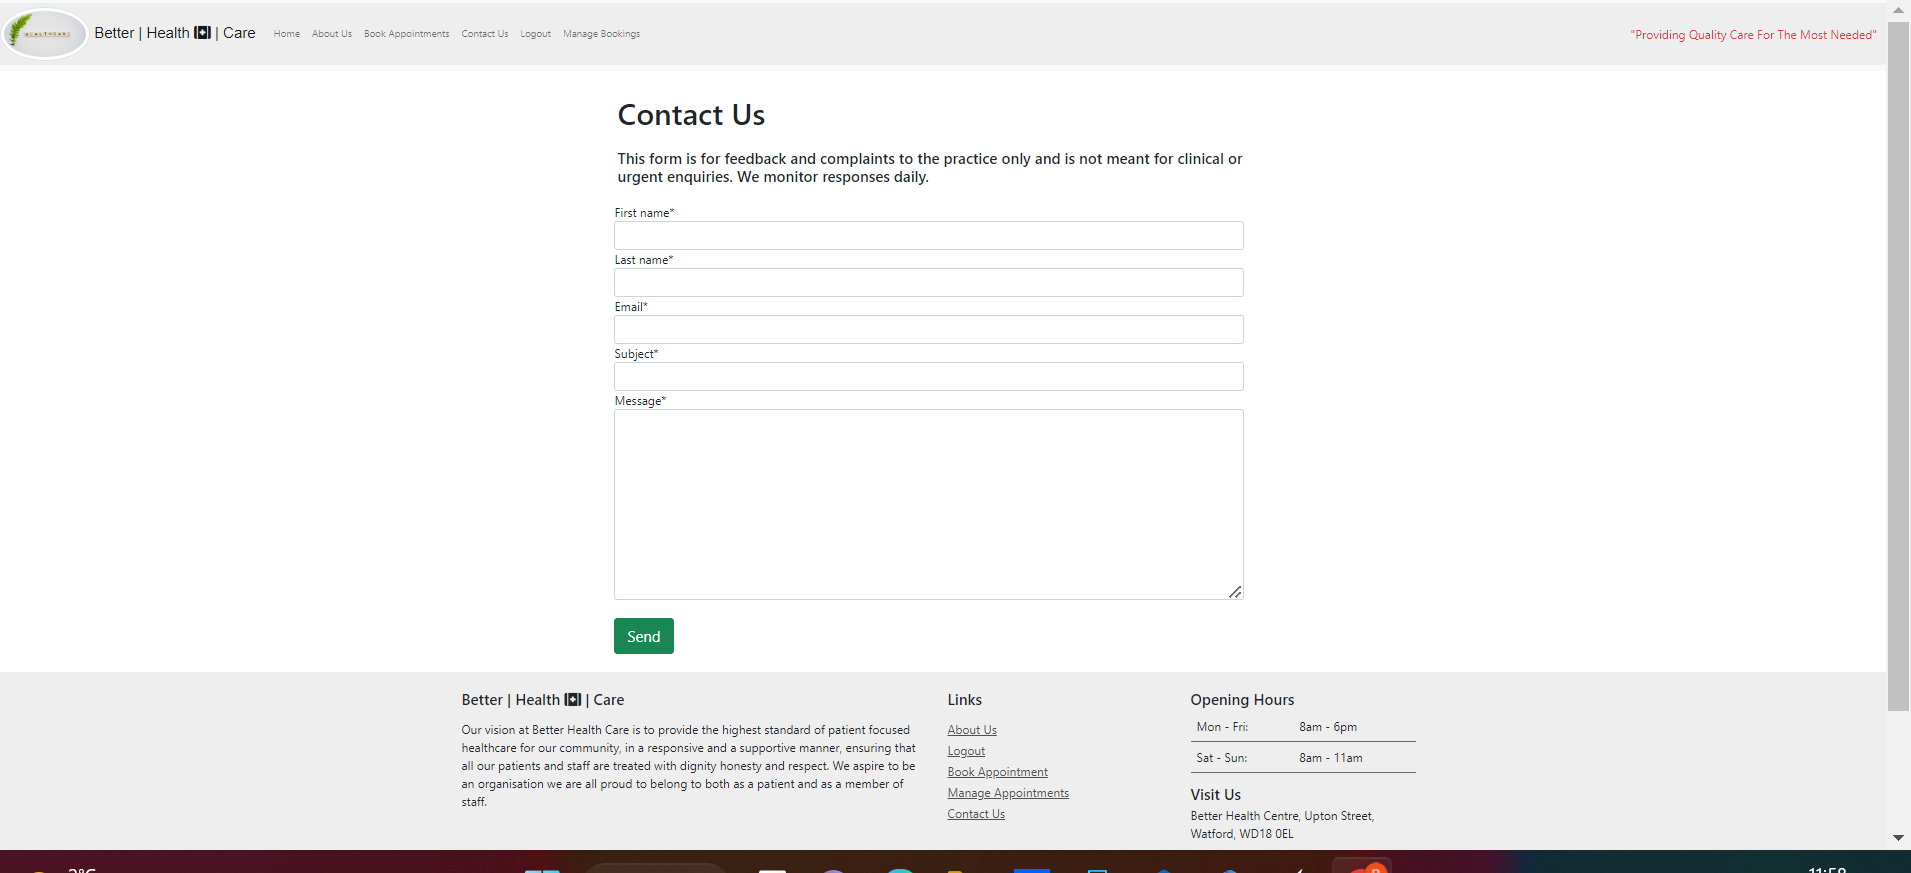 HEALTHCARE
Better | Health | Care
Home About Us Book Appointments Contact Us Logout Manage Bookings
"Providing Quality Care For The Most Needed"
Contact Us
This form is for feedback and complaints to the practice only and is not meant for clinical or
urgent enquiries. We monitor responses daily.
First name*
Last name*
Email*
Subject*
Message*
Send
Better | Health | Care
Our vision at Better Health Care is to provide the highest standard of patient focused
healthcare for our community, in a responsive and a supportive manner, ensuring that
all our patients and staff are treated with dignity honesty and respect. We aspire to be
an organisation we are all proud to belong to both as a patient and as a member of
staff.
Links
About Us
Logout
Book Appointment
Manage Appointments
Contact Us
Opening Hours
Mon - Fri: 8am - 6pm
Sat - Sun: 8am - 11am
Visit Us
Better Health Centre, Upton Street,
Watford, WD18 0EL